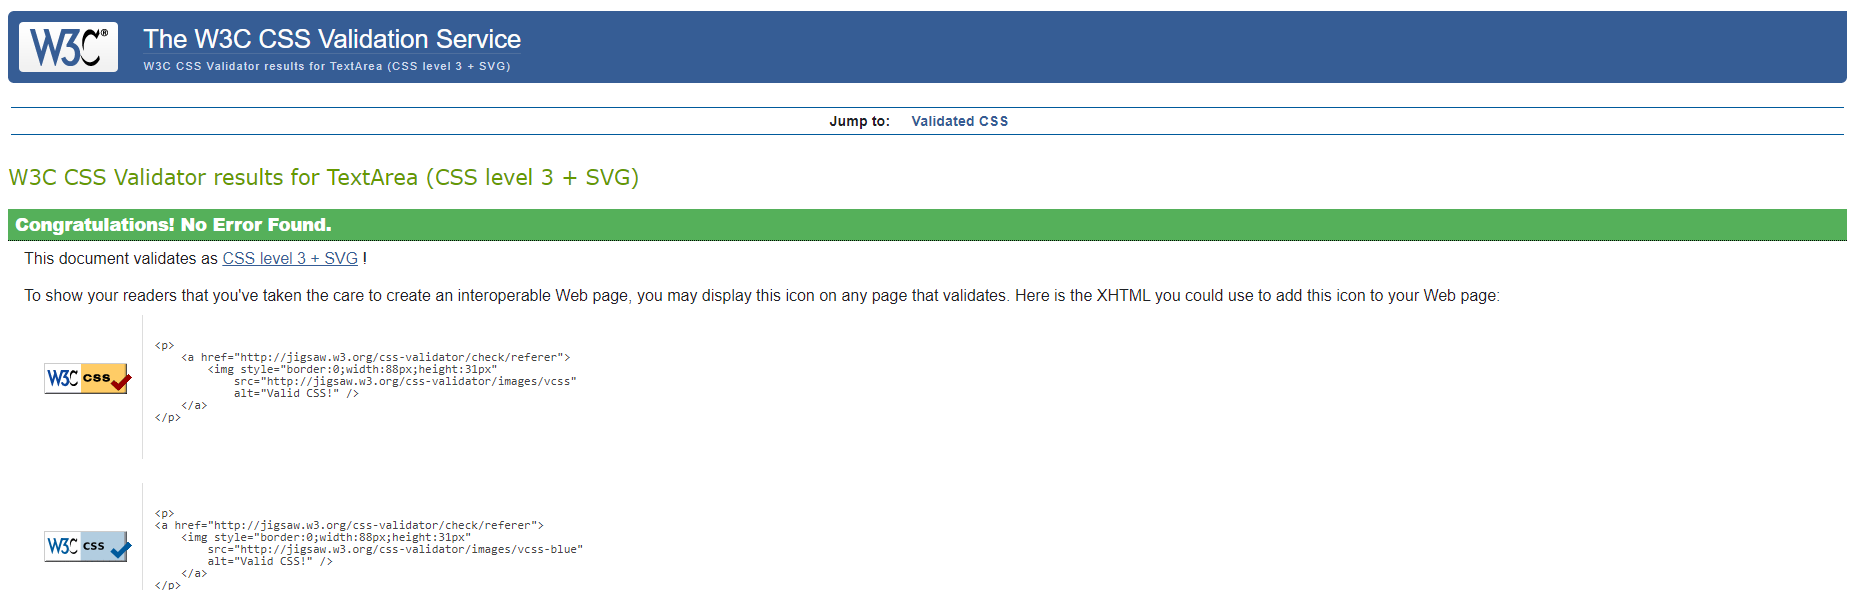 W3C®
The W3C CSS Validation Service
W3C CSS Validator results for TextArea (CSS level 3 + SVG)
Jump to: Validated CSS
W3C CSS Validator results for TextArea (CSS level 3 + SVG)
Congratulations! No Error Found.
This document validates as CSS level 3 + SVG !
To show your readers that you've taken the care to create an interoperable Web page, you may display this icon on any page that validates. Here is the XHTML you could use to add this icon to your Web page:
W3C css
<p>
    <a href="http://jigsaw.w3.org/css-validator/check/referer">
        <img style="border:0;width:88px;height:31px"
            src="http://jigsaw.w3.org/css-validator/images/vcss"
            alt="Valid CSS!" />
    </a>
</p>
W3C css
<p>
<a href="http://jigsaw.w3.org/css-validator/check/referer">
    <img style="border:0;width:88px;height:31px"
        src="http://jigsaw.w3.org/css-validator/images/vcss-blue"
        alt="Valid CSS!" />
    </a>
</p>